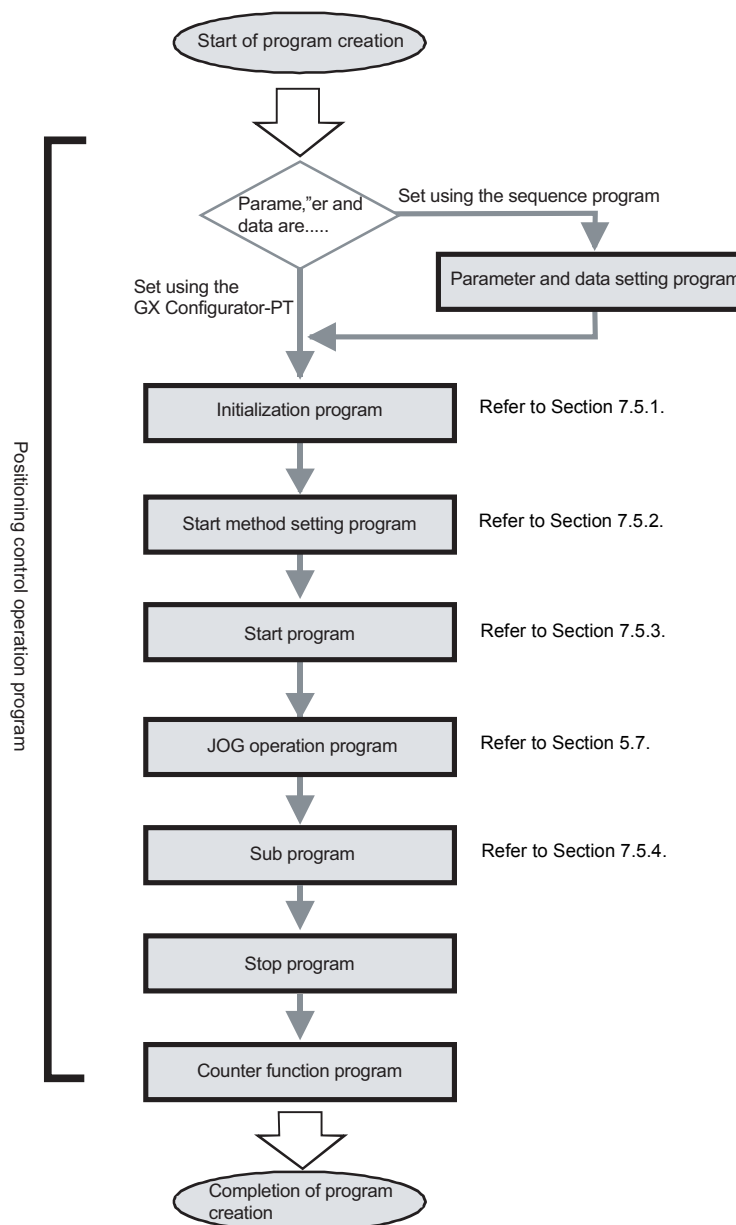 Start of program creation
Parame,”er and
data are.....
Set using the sequence program
Parameter and data setting program
Set using the
GX Configurator-PT
Initialization program
Refer to Section 7.5.1.
Start method setting program
Refer to Section 7.5.2.
Start program
Refer to Section 7.5.3.
JOG operation program
Refer to Section 5.7.
Sub program
Refer to Section 7.5.4.
Stop program
Counter function program
Completion of program
creation
Positioning control operation program